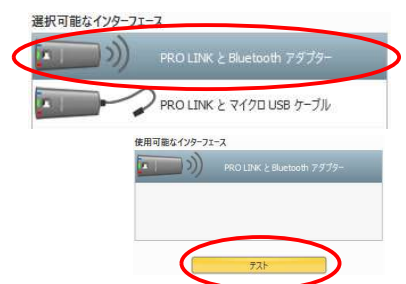 選択可能なインターフェース
PRO LINK と Bluetooth アダプター
PRO LINK と マイクロ USB ケーブル
使用可能なインターフェース
PRO LINK と Bluetooth アダプター
テスト